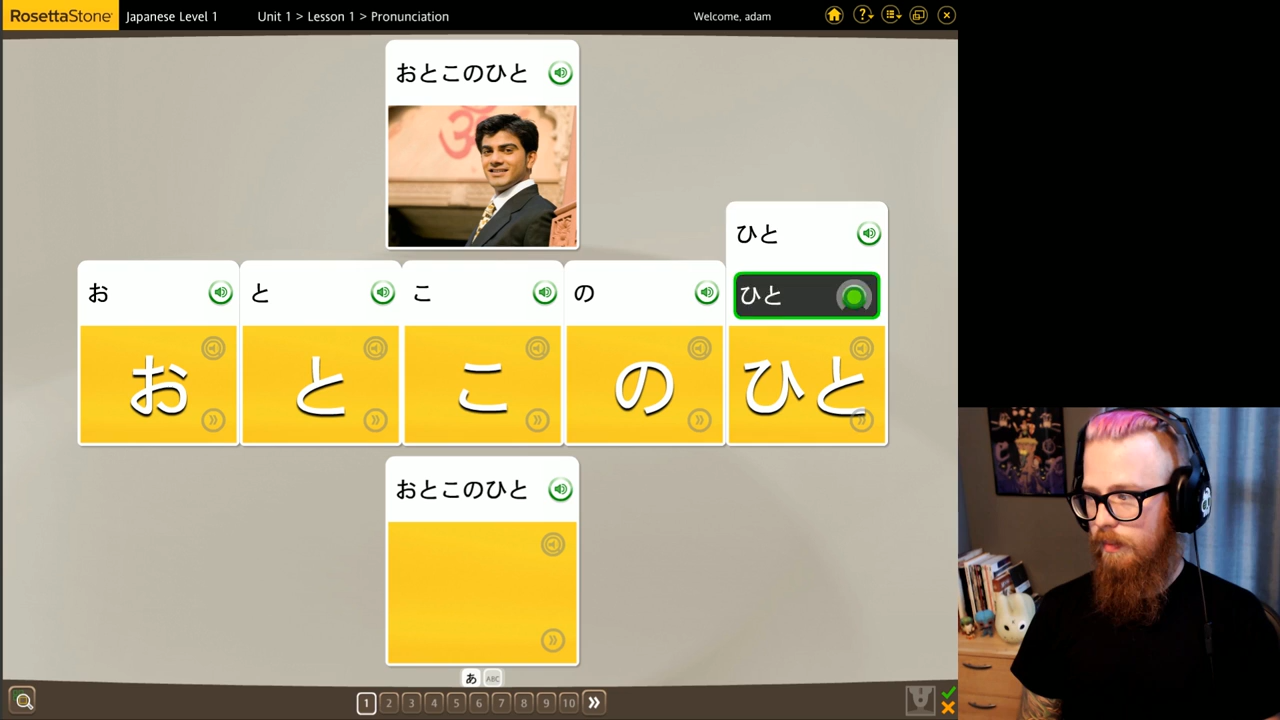 RosettaStone
Japanese Level 1
Unit 1 > Lesson 1 > Pronunciation
Welcome, adam
?
おとこのひと
ひと
お
と
こ
の
ひと
お
と
こ
の
ひと
おとこのひと
あ
ABC
1 2 3 4 5 6 7 8 9 10